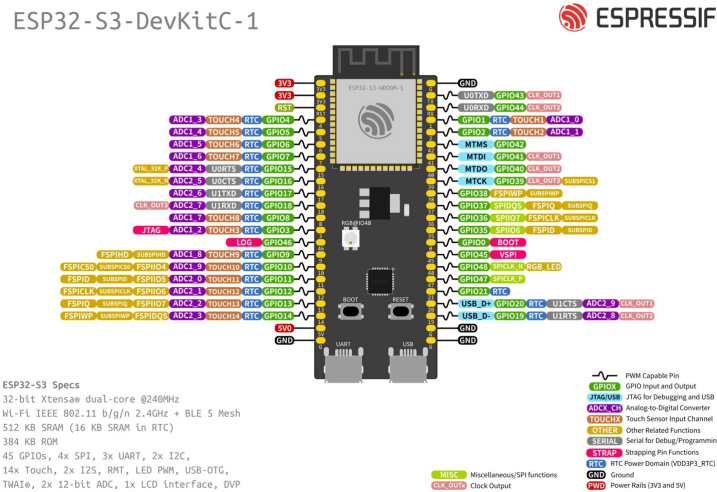 ESP32-S3-DevKitC-1
ESPRESSIF
ESP32-S3-WROOM-1
RGB@IO48
BOOT
RESET
UART
USB
3V3
3V3
RST
ADC1_3 TOUCH4 RTC GPIO4
ADC1_4 TOUCH5 RTC GPIO5
ADC1_5 TOUCH6 RTC GPIO6
ADC1_6 TOUCH7 RTC GPIO7
XTAL_32K_P ADC2_4 U0RTS RTC GPIO15
XTAL_32K_N ADC2_5 U0CTS RTC GPIO16
ADC2_6 U1TXD RTC GPIO17
CLK_OUT3 ADC2_7 U1RXD RTC GPIO18
ADC1_7 TOUCH8 RTC GPIO8
JTAG ADC1_2 TOUCH3 RTC GPIO3
LOG GPIO46
FSPIHD SUBSPIHD ADC1_8 TOUCH9 RTC GPIO9
FSPICS0 SUBSPICS0 FSPIIO4 ADC1_9 TOUCH10 RTC GPIO10
FSPID SUBSPID FSPIIO5 ADC2_0 TOUCH11 RTC GPIO11
FSPICLK SUBSPICLK FSPIIO6 ADC2_1 TOUCH12 RTC GPIO12
FSPIQ SUBSPIQ FSPIIO7 ADC2_2 TOUCH13 RTC GPIO13
FSPIWP SUBSPIWP FSPIDQS ADC2_3 TOUCH14 RTC GPIO14
5V0
GND
GND
U0TXD GPIO43 CLK_OUT1
U0RXD GPIO44 CLK_OUT2
GPIO1 RTC TOUCH1 ADC1_0
GPIO2 RTC TOUCH2 ADC1_1
MTMS GPIO42
MTDI GPIO41 CLK_OUT1
MTDO GPIO40 CLK_OUT2
MTCK GPIO39 CLK_OUT3 SUBSPICS1
GPIO38 FSPIWP SUBSPIWP
GPIO37 SPIDQS FSPIQ SUBSPIQ
GPIO36 SPIIO7 FSPICLK SUBSPICLK
GPIO35 SPIIO6 FSPID SUBSPID
GPIO0 BOOT
GPIO45 VSPI
GPIO48 SPICLK_N RGB_LED
GPIO47 SPICLK_P
GPIO21 RTC
USB_D+ GPIO20 RTC U1CTS ADC2_9 CLK_OUT1
USB_D- GPIO19 RTC U1RTS ADC2_8 CLK_OUT2
GND
GND
ESP32-S3 Specs
32-bit Xtensa® dual-core @240MHz
Wi-Fi IEEE 802.11 b/g/n 2.4GHz + BLE 5 Mesh
512 KB SRAM (16 KB SRAM in RTC)
384 KB ROM
45 GPIOs, 4x SPI, 3x UART, 2x I2C,
14x Touch, 2x I2S, RMT, LED PWM, USB-OTG,
TWAI®, 2x 12-bit ADC, 1x LCD interface, DVP
MISC Miscellaneous/SPI functions
CLK_OUTx Clock Output
PWM Capable Pin
GPIOX GPIO Input and Output
JTAG/USB JTAG for Debugging and USB
ADCX_CH Analog-to-Digital Converter
TOUCHX Touch Sensor Input Channel
OTHER Other Related Functions
SERIAL Serial for Debug/Programmin
STRAP Strapping Pin Functions
RTC RTC Power Domain (VDD3P3_RTC)
GND Ground
PWD Power Rails (3V3 and 5V)